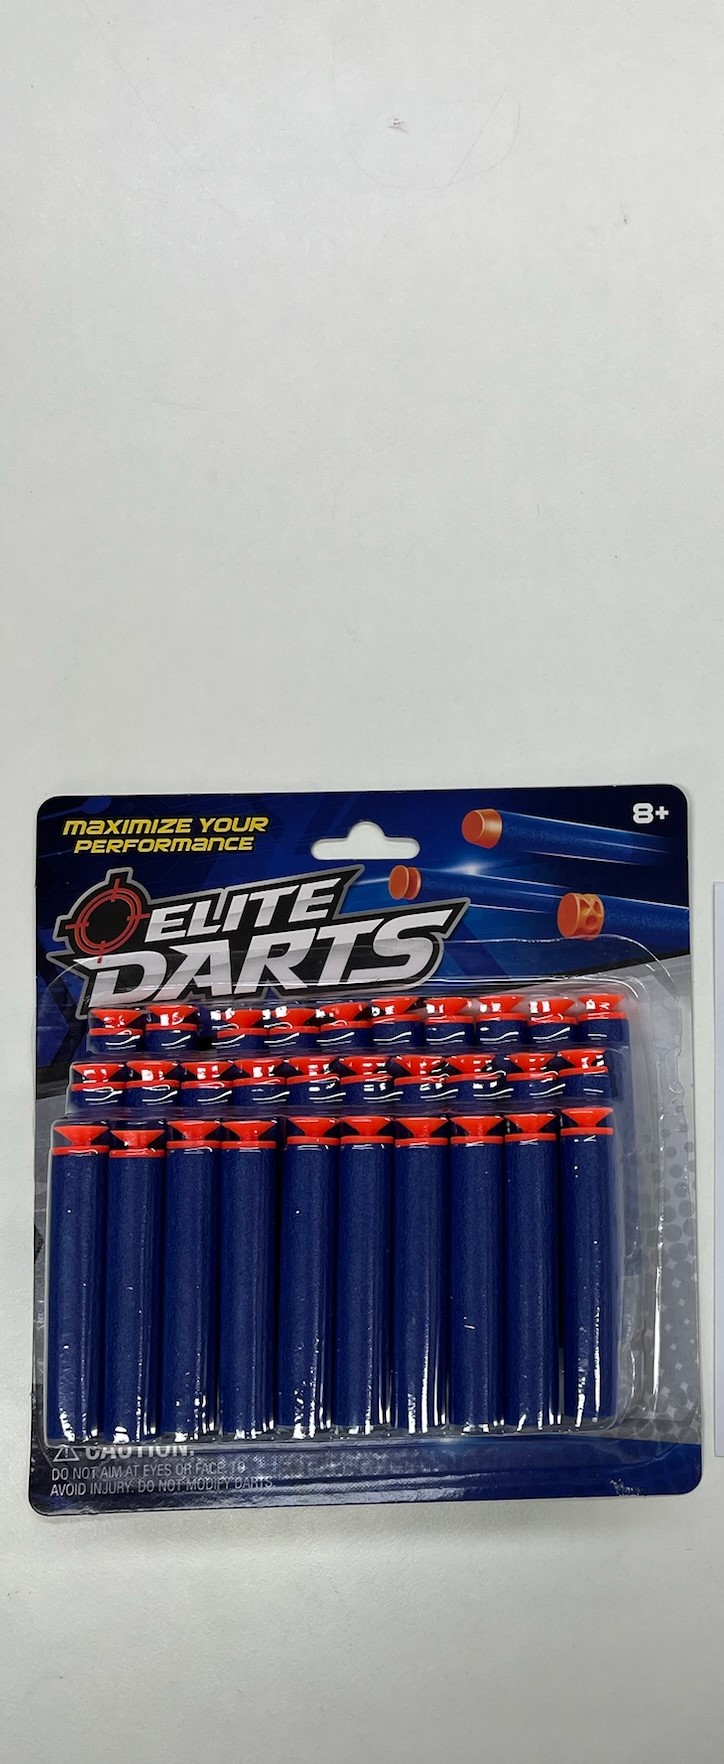 MAXIMIZE YOUR
PERFORMANCE
8+
ELITE
DARTS
CAUTION:
DO NOT AIM AT EYES OR FACE TO
AVOID INJURY. DO NOT MODIFY DARTS.